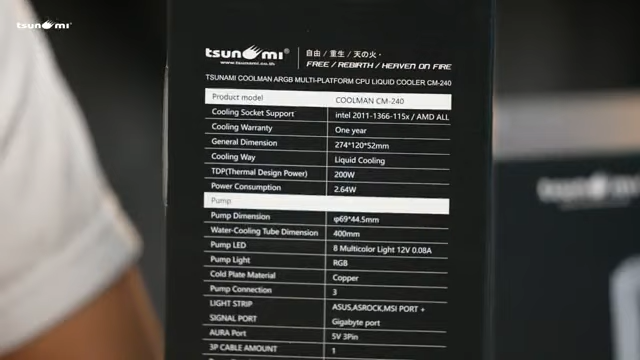 tsunami
tsunami®
www.tsunami.co.th
自由 / 重生 / 天の火・
FREE / REBIRTH / HEAVEN ON FIRE
TSUNAMI COOLMAN ARGB MULTI-PLATFORM CPU LIQUID COOLER CM-240
Product model COOLMAN CM-240
Cooling Socket Support intel 2011-1366-115x / AMD ALL
Cooling Warranty One year
General Dimension 274*120*52mm
Cooling Way Liquid Cooling
TDP(Thermal Design Power) 200W
Power Consumption 2.64W
Pump
Pump Dimension φ69*44.5mm
Water-Cooling Tube Dimension 400mm
Pump LED 8 Multicolor Light 12V 0.08A
Pump Light RGB
Cold Plate Material Copper
Pump Connection 3
LIGHT STRIP ASUS,ASROCK,MSI PORT +
SIGNAL PORT Gigabyte port
AURA Port 5V 3Pin
3P CABLE AMOUNT 1
tsunami